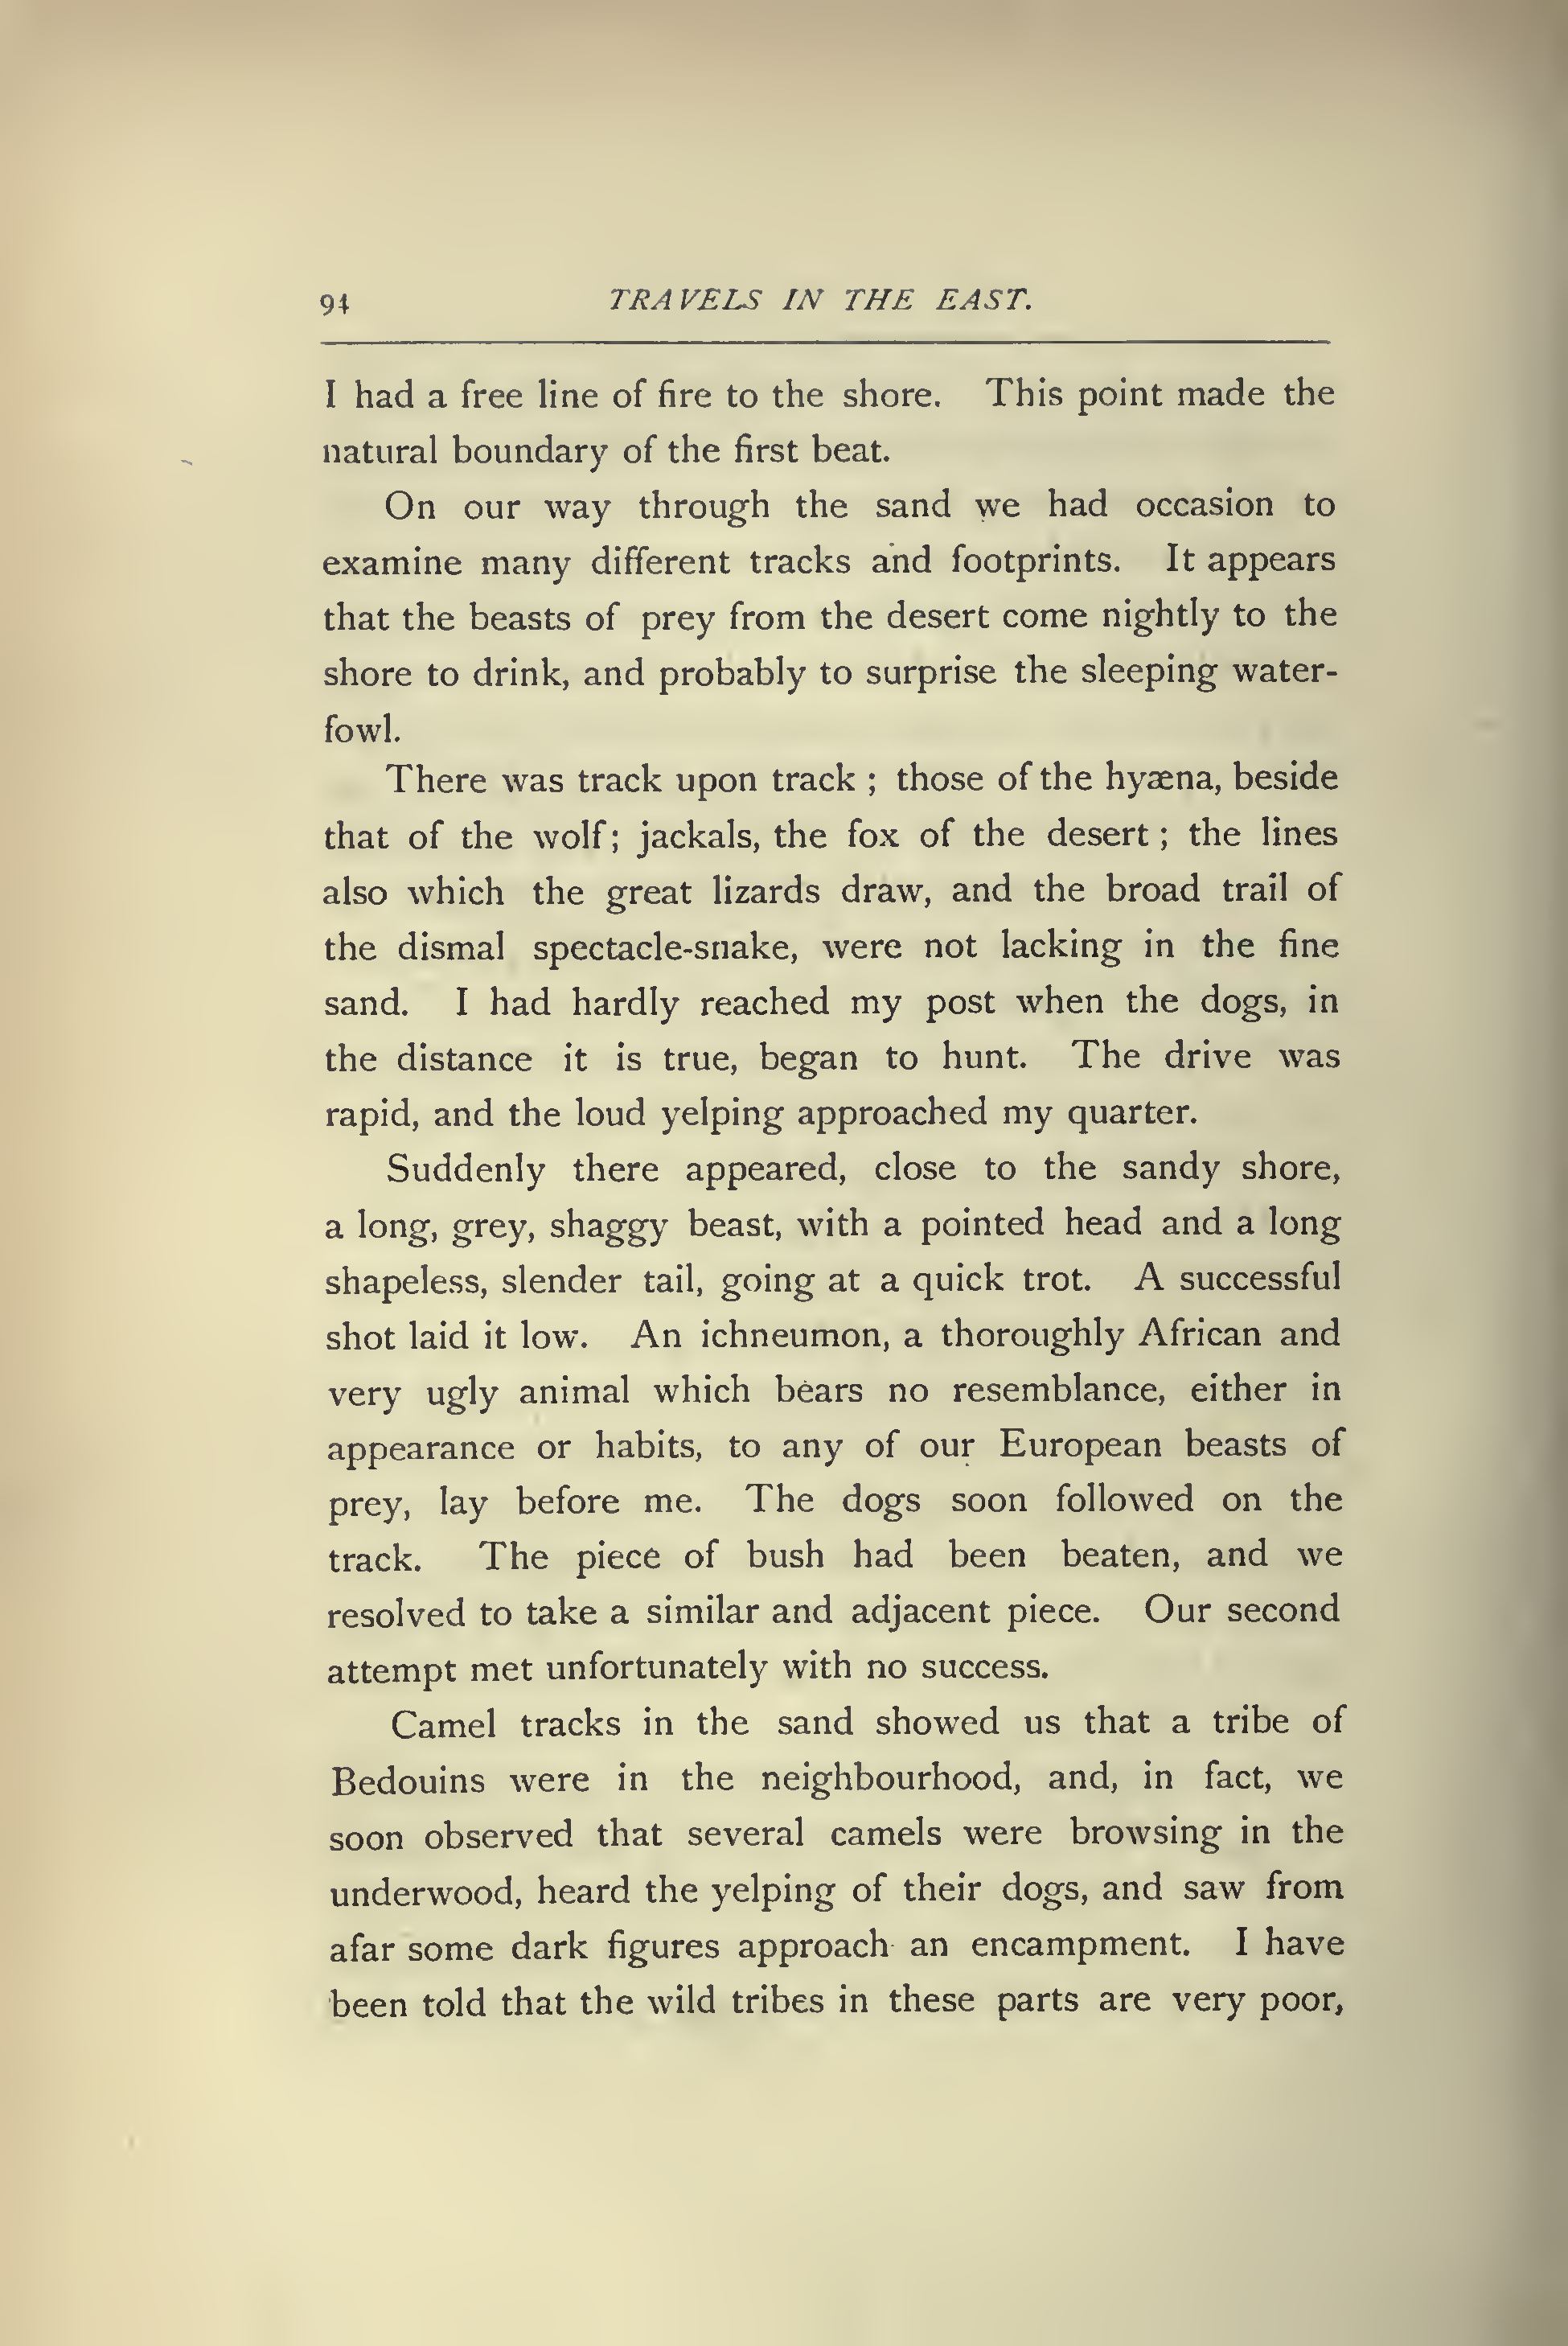 94 TRAVELS IN THE EAST.
I had a free line of fire to the shore. This point made the
natural boundary of the first beat.
On our way through the sand we had occasion to
examine many different tracks and footprints. It appears
that the beasts of prey from the desert come nightly to the
shore to drink, and probably to surprise the sleeping water-
fowl.
There was track upon track ; those of the hyæna, beside
that of the wolf; jackals, the fox of the desert ; the lines
also which the great lizards draw, and the broad trail of
the dismal spectacle-snake, were not lacking in the fine
sand. I had hardly reached my post when the dogs, in
the distance it is true, began to hunt. The drive was
rapid, and the loud yelping approached my quarter.
Suddenly there appeared, close to the sandy shore,
a long, grey, shaggy beast, with a pointed head and a long
shapeless, slender tail, going at a quick trot. A successful
shot laid it low. An ichneumon, a thoroughly African and
very ugly animal which bears no resemblance, either in
appearance or habits, to any of our European beasts of
prey, lay before me. The dogs soon followed on the
track. The piece of bush had been beaten, and we
resolved to take a similar and adjacent piece. Our second
attempt met unfortunately with no success.
Camel tracks in the sand showed us that a tribe of
Bedouins were in the neighbourhood, and, in fact, we
soon observed that several camels were browsing in the
underwood, heard the yelping of their dogs, and saw from
afar some dark figures approach an encampment. I have
been told that the wild tribes in these parts are very poor,